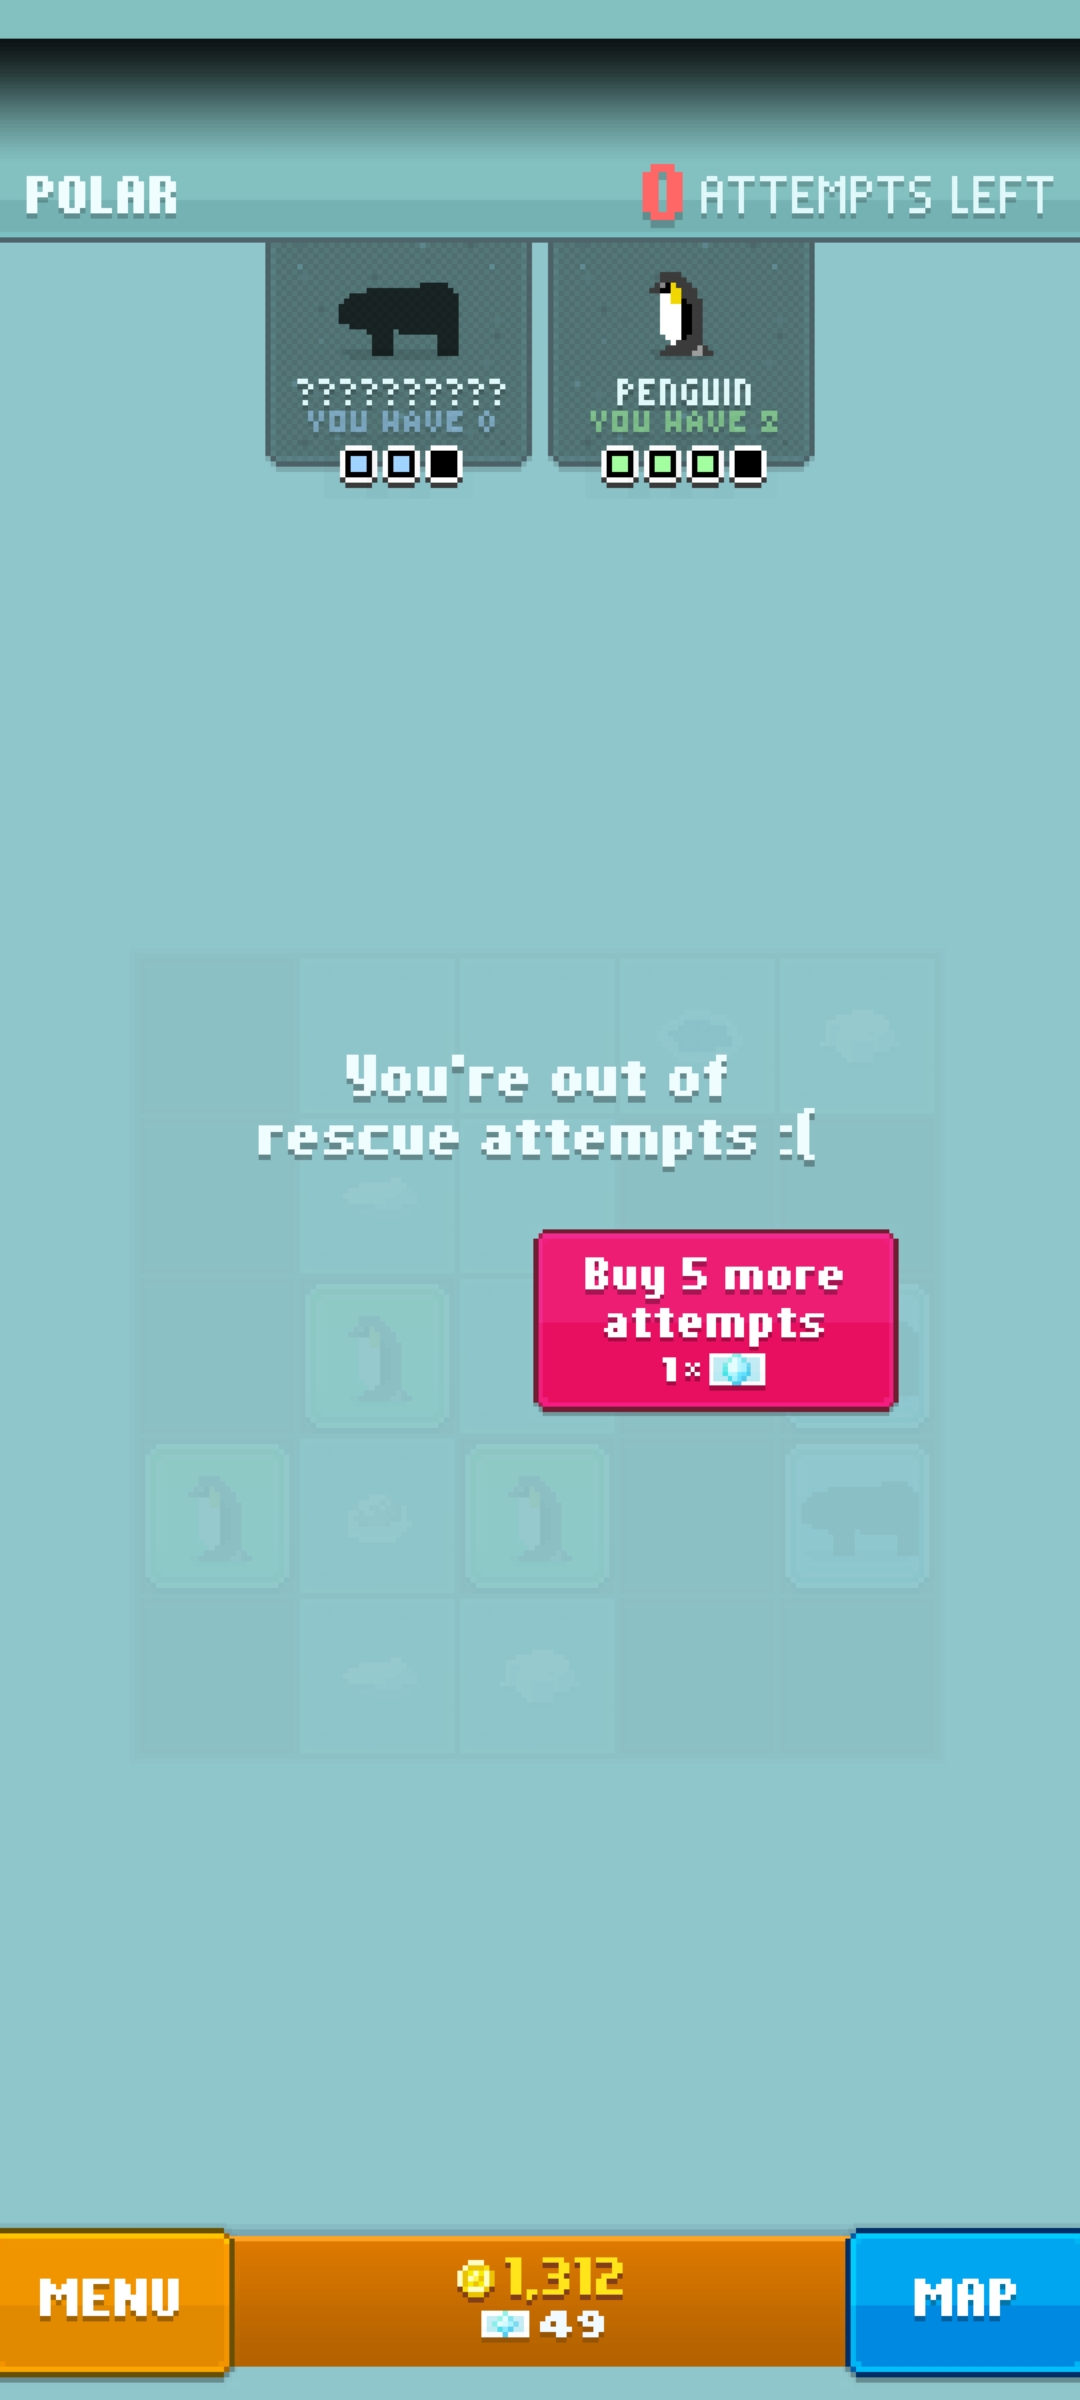 POLAR
0 ATTEMPTS LEFT
??????????
YOU HAVE 0
PENGUIN
YOU HAVE 2
You're out of
rescue attempts :(
Buy 5 more
attempts
1×
MENU
1,312
49
MAP